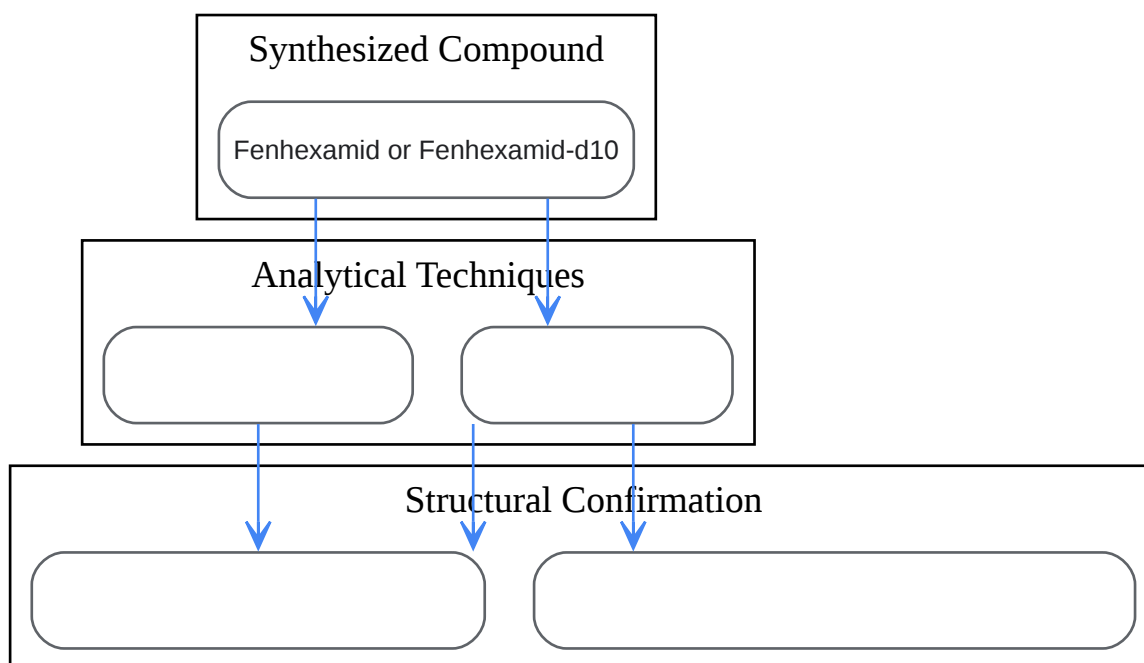 Synthesized Compound
Fenhexamid or Fenhexamid-d10
Analytical Techniques
Structural Confirmation